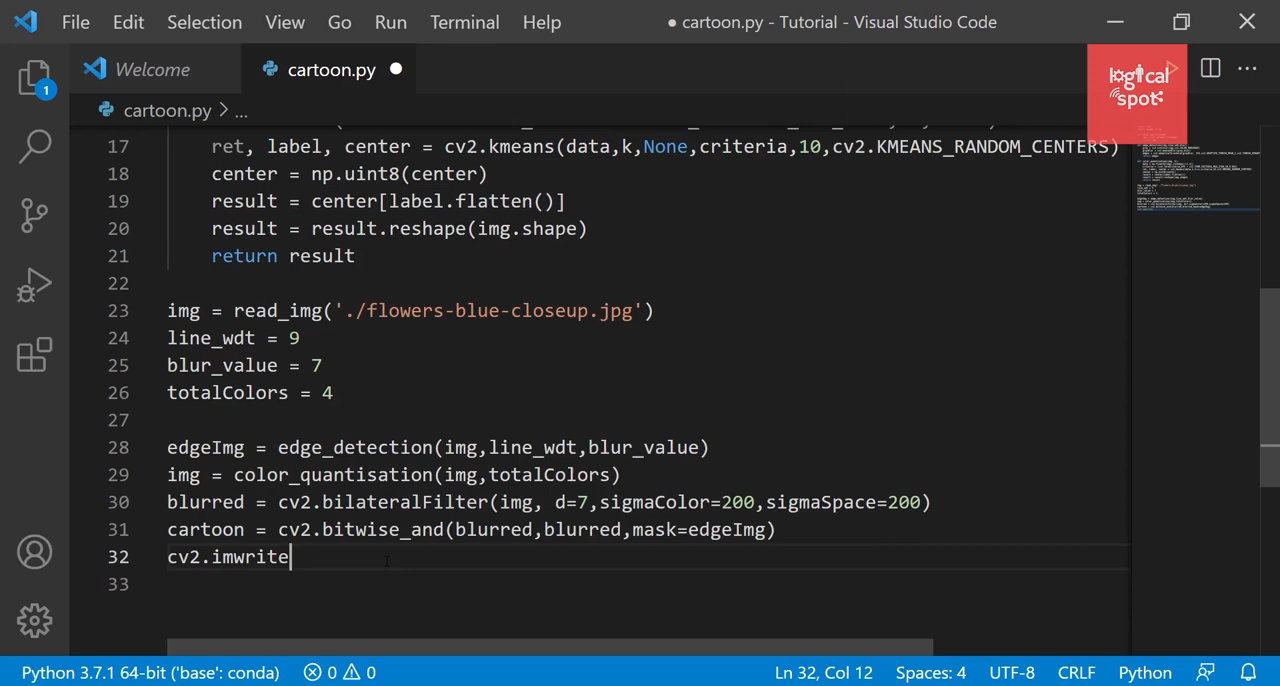 File Edit Selection View Go Run Terminal Help ● cartoon.py - Tutorial - Visual Studio Code
Welcome cartoon.py ●
logical
spot
cartoon.py > ...
1
17 ret, label, center = cv2.kmeans(data,k,None,criteria,10,cv2.KMEANS_RANDOM_CENTERS)
18 center = np.uint8(center)
19 result = center[label.flatten()]
20 result = result.reshape(img.shape)
21 return result
22
23 img = read_img('./flowers-blue-closeup.jpg')
24 line_wdt = 9
25 blur_value = 7
26 totalColors = 4
27
28 edgeImg = edge_detection(img,line_wdt,blur_value)
29 img = color_quantisation(img,totalColors)
30 blurred = cv2.bilateralFilter(img, d=7,sigmaColor=200,sigmaSpace=200)
31 cartoon = cv2.bitwise_and(blurred,blurred,mask=edgeImg)
32 cv2.imwrite
33
Python 3.7.1 64-bit ('base': conda) 0 0 Ln 32, Col 12 Spaces: 4 UTF-8 CRLF Python